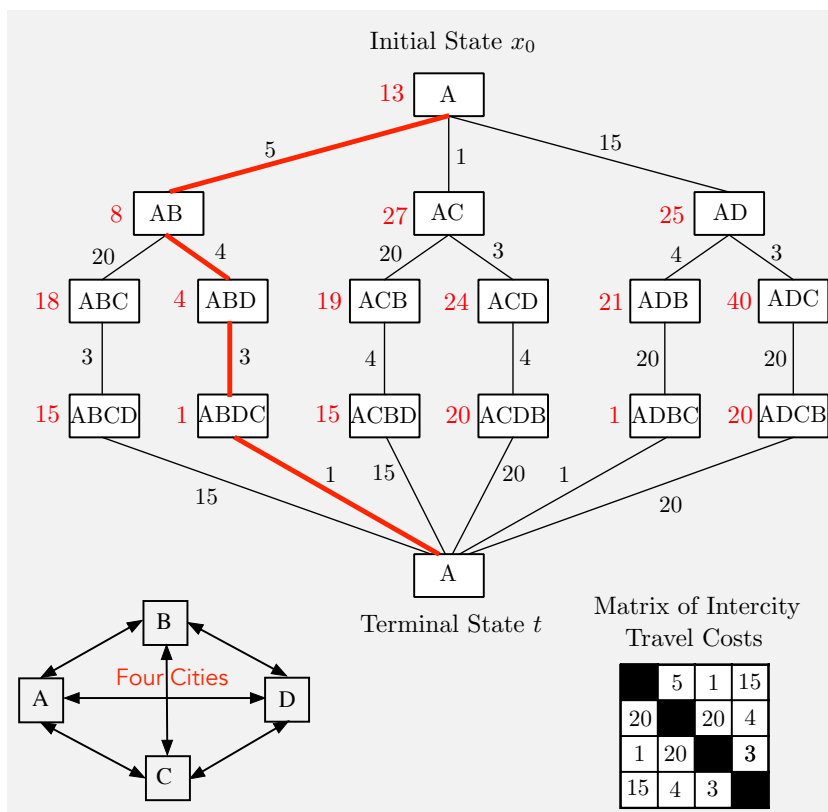 Initial State x₀
13 A
5 1 15
8 AB 27 AC 25 AD
20 4 20 3 4 3
18 ABC 4 ABD 19 ACB 24 ACD 21 ADB 40 ADC
3 3 4 4 20 20
15 ABCD 1 ABDC 15 ACBD 20 ACDB 1 ADBC 20 ADCB
15 1 15 20 1 20
A
Terminal State t
Matrix of Intercity
Travel Costs
5 1 15
20 20 4
1 20 3
15 4 3
B
Four Cities
A D
C